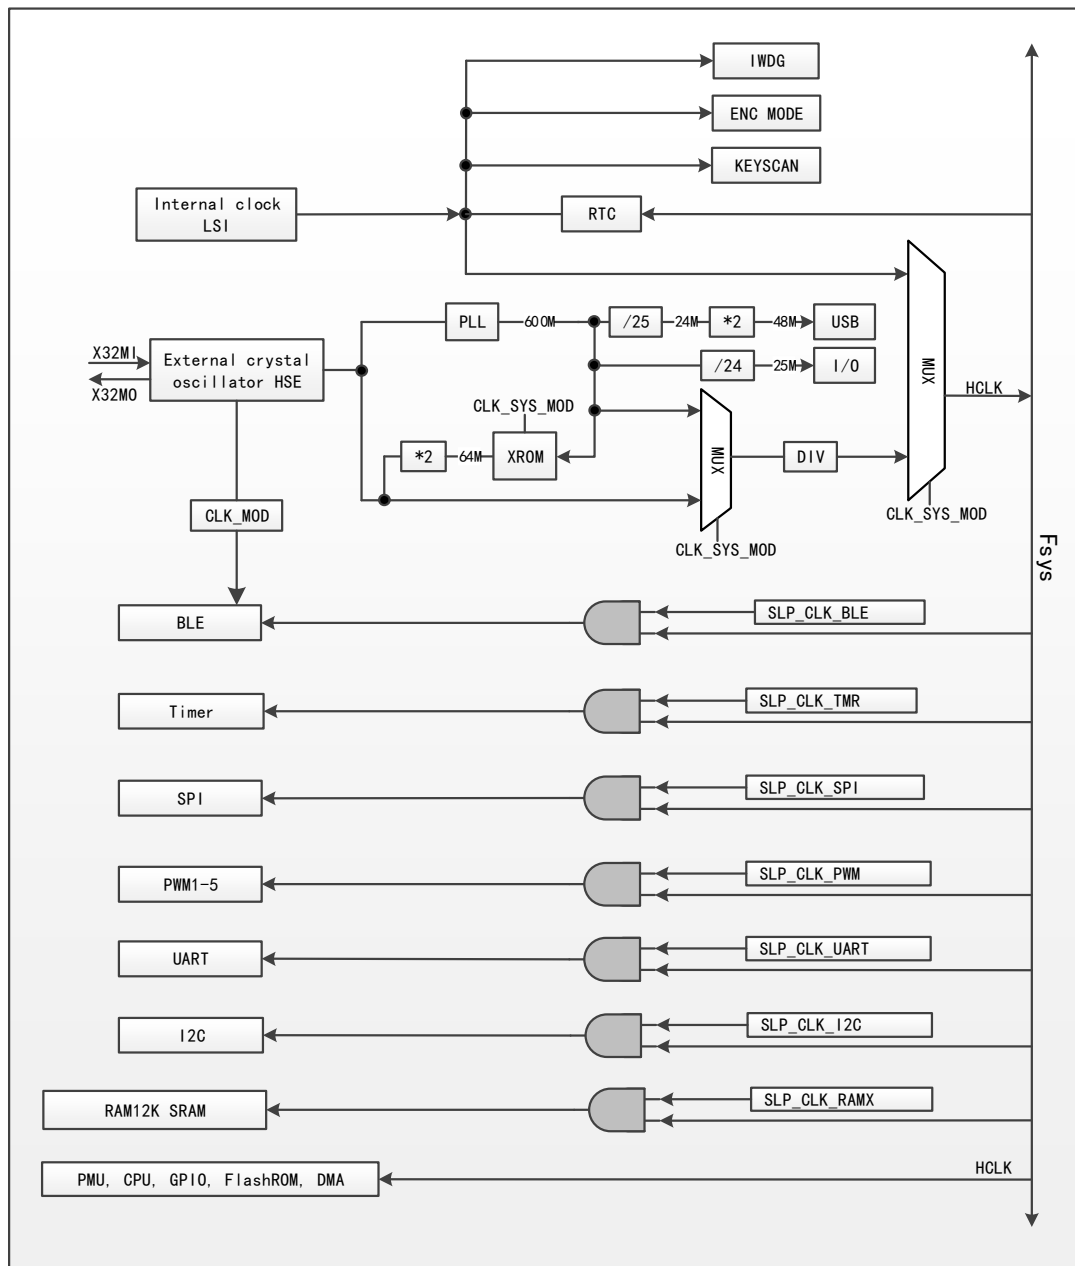 IWDG
ENC MODE
KEYSCAN
Internal clock
LSI
RTC
PLL
600M
/25
24M
*2
48M
USB
X32MI
X32MO
External crystal
oscillator HSE
/24
25M
I/O
MUX
HCLK
CLK_SYS_MOD
*2
64M
XROM
MUX
DIV
CLK_SYS_MOD
CLK_MOD
CLK_SYS_MOD
Fsys
BLE
SLP_CLK_BLE
Timer
SLP_CLK_TMR
SPI
SLP_CLK_SPI
PWM1-5
SLP_CLK_PWM
UART
SLP_CLK_UART
I2C
SLP_CLK_I2C
RAM12K SRAM
SLP_CLK_RAMX
PMU, CPU, GPIO, FlashROM, DMA
HCLK